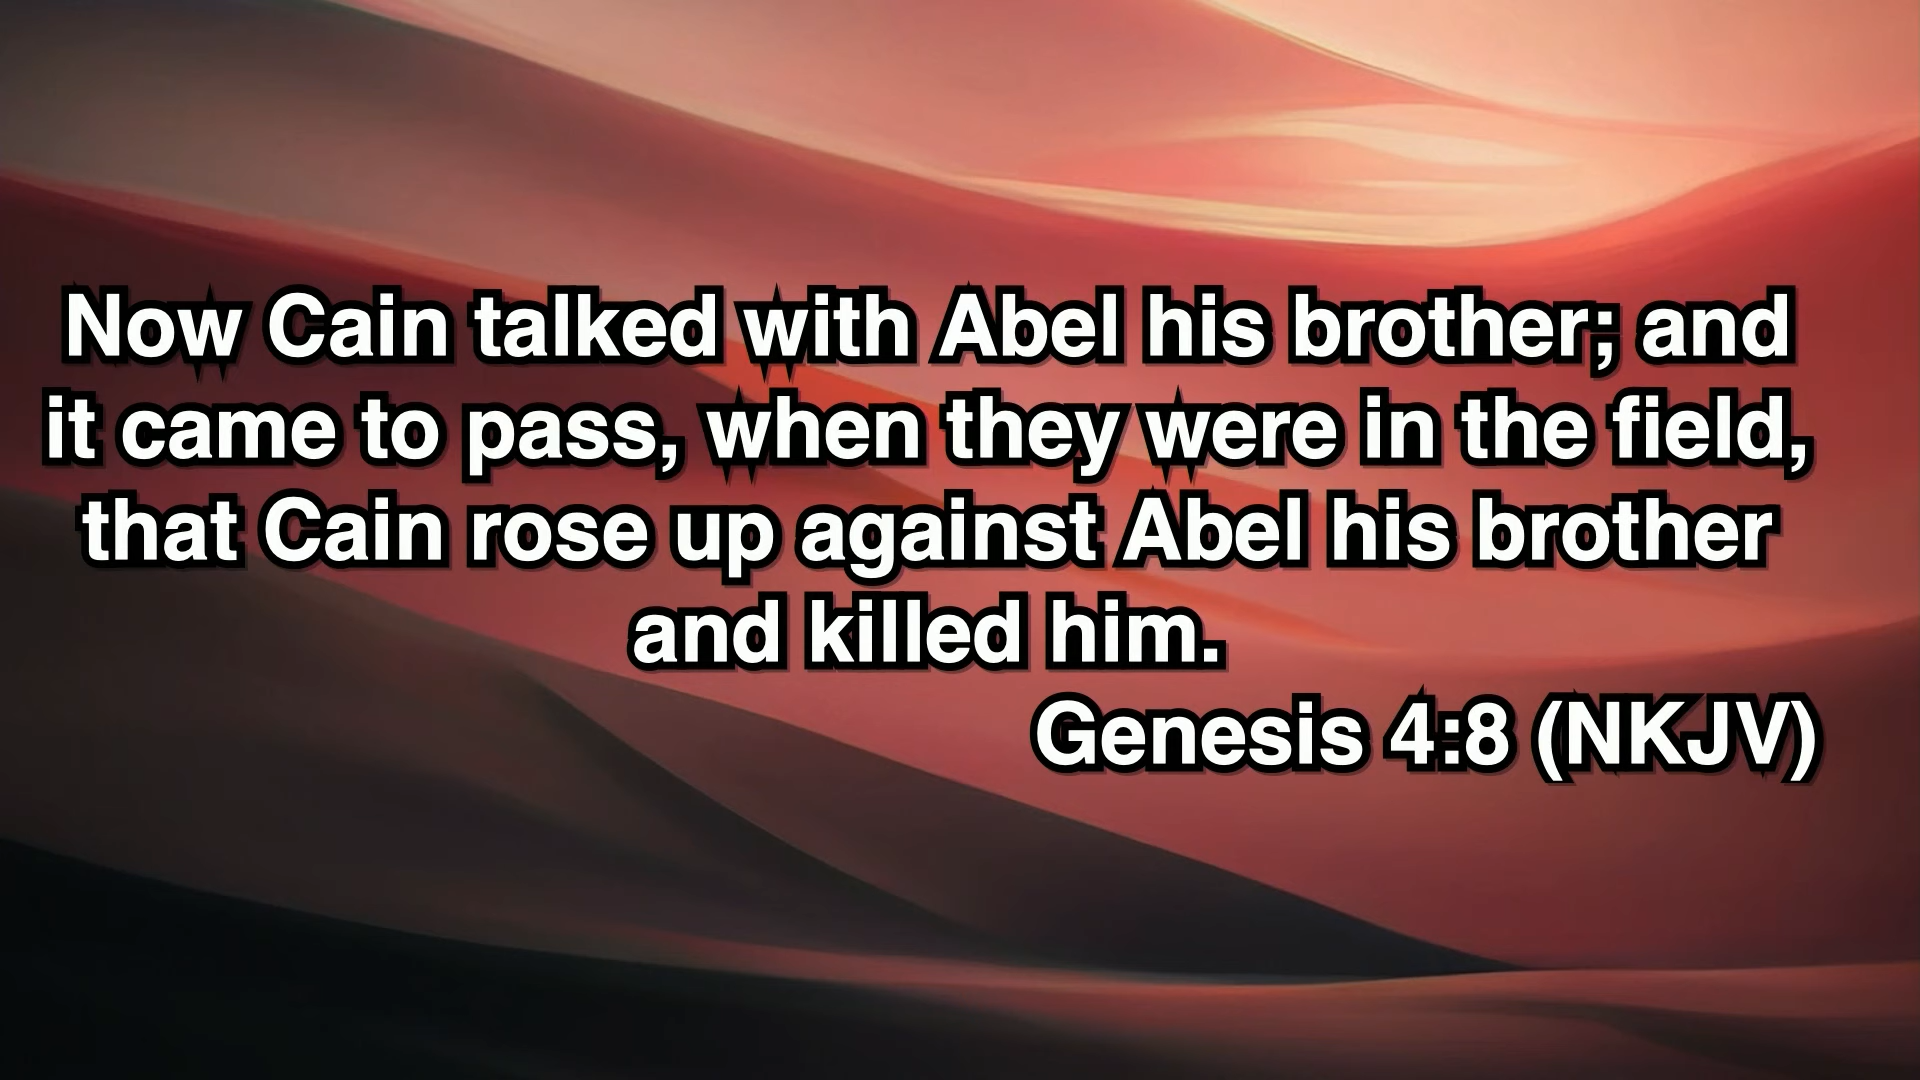 Now Cain talked with Abel his brother; and
it came to pass, when they were in the field,
that Cain rose up against Abel his brother
and killed him.
Genesis 4:8 (NKJV)